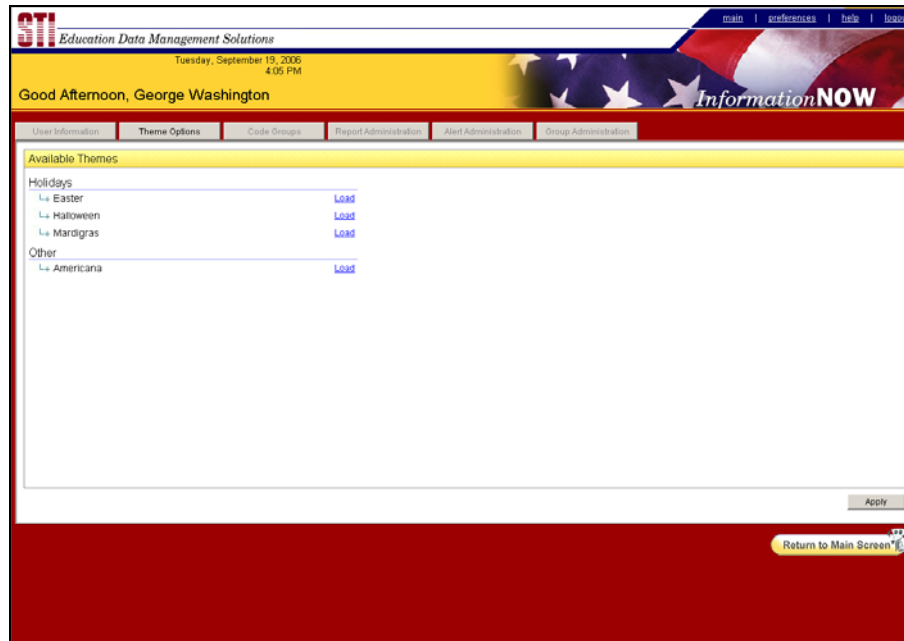 main | preferences | help | logou
STI Education Data Management Solutions
Tuesday, September 19, 2006
4:05 PM
Good Afternoon, George Washington
InformationNOW
User Information Theme Options Code Groups Report Administration Alert Administration Group Administration
Available Themes
Holidays
Easter Load
Halloween Load
Mardigras Load
Other
Americana Load
Apply
Return to Main Screen